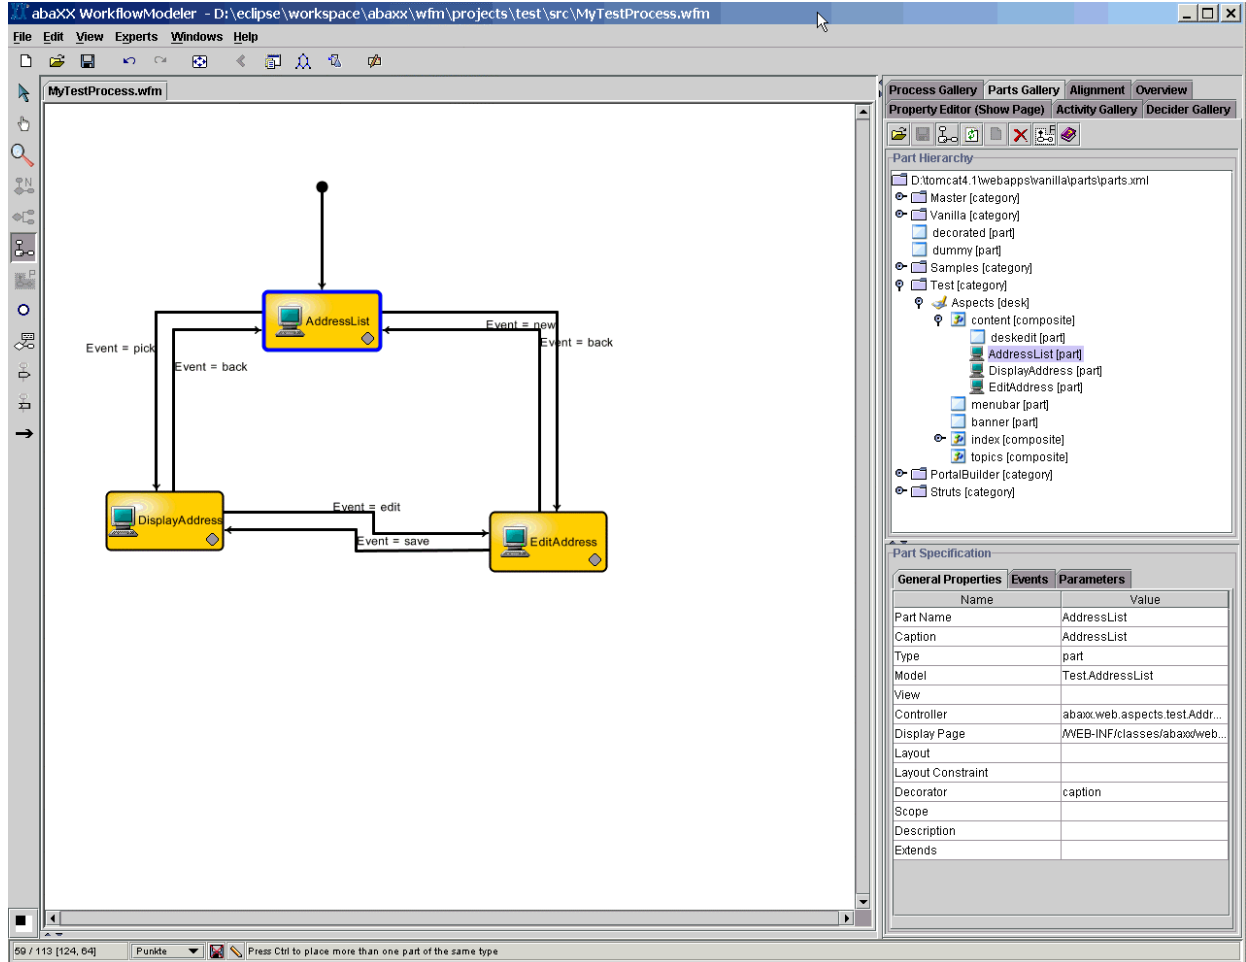 abaXX WorkflowModeler - D:\eclipse\workspace\abaxx\wfm\projects\test\src\MyTestProcess.wfm
File Edit View Experts Windows Help
MyTestProcess.wfm
AddressList
Event = new
Event = back
Event = pick
Event = back
Event = edit
DisplayAddress
Event = save
EditAddress
Process Gallery Parts Gallery Alignment Overview
Property Editor (Show Page) Activity Gallery Decider Gallery
Part Hierarchy
D:\tomcat4.1\webapps\vanilla\parts\parts.xml
Master [category]
Vanilla [category]
decorated [part]
dummy [part]
Samples [category]
Test [category]
Aspects [desk]
content [composite]
deskedit [part]
AddressList [part]
DisplayAddress [part]
EditAddress [part]
menubar [part]
banner [part]
index [composite]
topics [composite]
PortalBuilder [category]
Struts [category]
Part Specification
General Properties Events Parameters
Name Value
Part Name AddressList
Caption AddressList
Type part
Model Test.AddressList
View
Controller abaxx.web.aspects.test.Addr...
Display Page /WEB-INF/classes/abaxx/web...
Layout
Layout Constraint
Decorator caption
Scope
Description
Extends
59 / 113 [124, 64] Punkte Press Ctrl to place more than one part of the same type